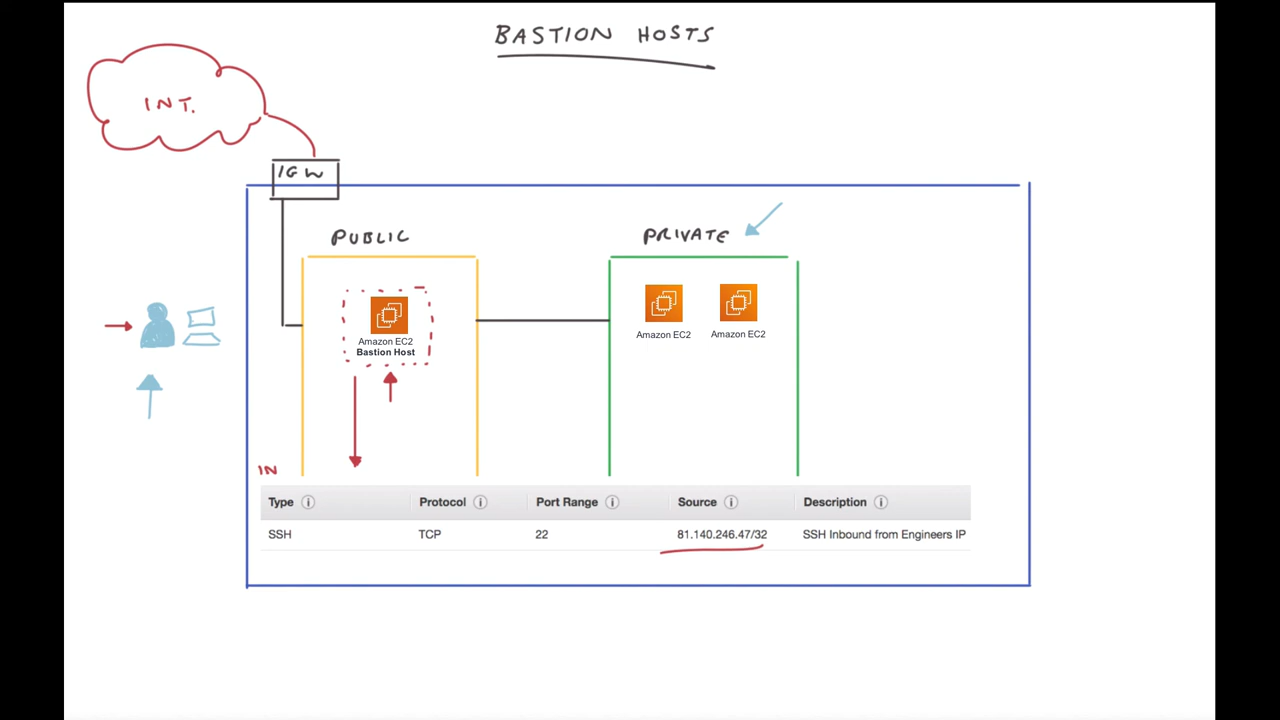 BASTION HOSTS
INT.
IGW
PUBLIC
PRIVATE
Amazon EC2
Bastion Host
Amazon EC2
Amazon EC2
IN
Type i Protocol i Port Range i Source i Description i
SSH TCP 22 81.140.246.47/32 SSH Inbound from Engineers IP